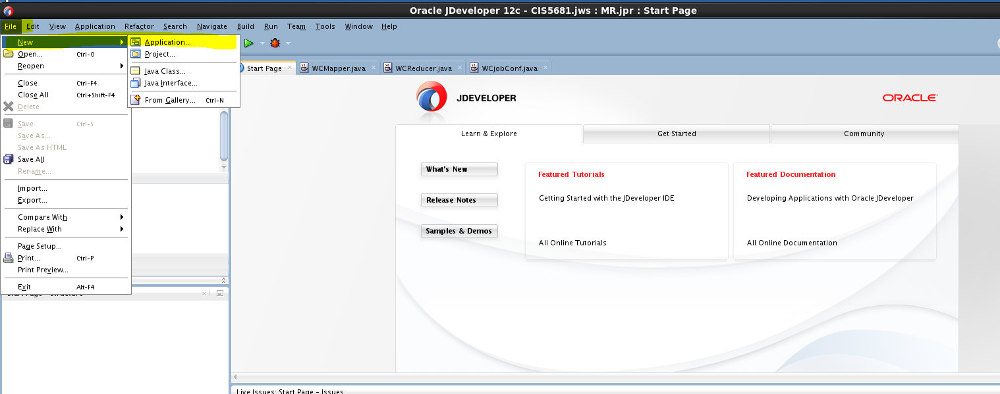 Oracle JDeveloper 12c - CIS5681.jws : MR.jpr : Start Page
File Edit View Application Refactor Search Navigate Build Run Team Tools Window Help
New
Open... Ctrl-O
Reopen
Close Ctrl-F4
Close All Ctrl+Shift-F4
Delete
Save Ctrl-S
Save As...
Save As HTML
Save All
Rename...
Import...
Export...
Compare With
Replace With
Page Setup...
Print... Ctrl-P
Print Preview...
Exit Alt-F4
Application...
Project...
Java Class...
Java Interface...
From Gallery... Ctrl-N
Start Page WCMapper.java WCReducer.java WCjobConf.java
JDEVELOPER
ORACLE
Learn & Explore Get Started Community
What's New
Release Notes
Samples & Demos
Featured Tutorials
Getting Started with the JDeveloper IDE
All Online Tutorials
Featured Documentation
Developing Applications with Oracle JDeveloper
All Online Documentation
Start Page - Structure
Live Issues: Start Page - Issues